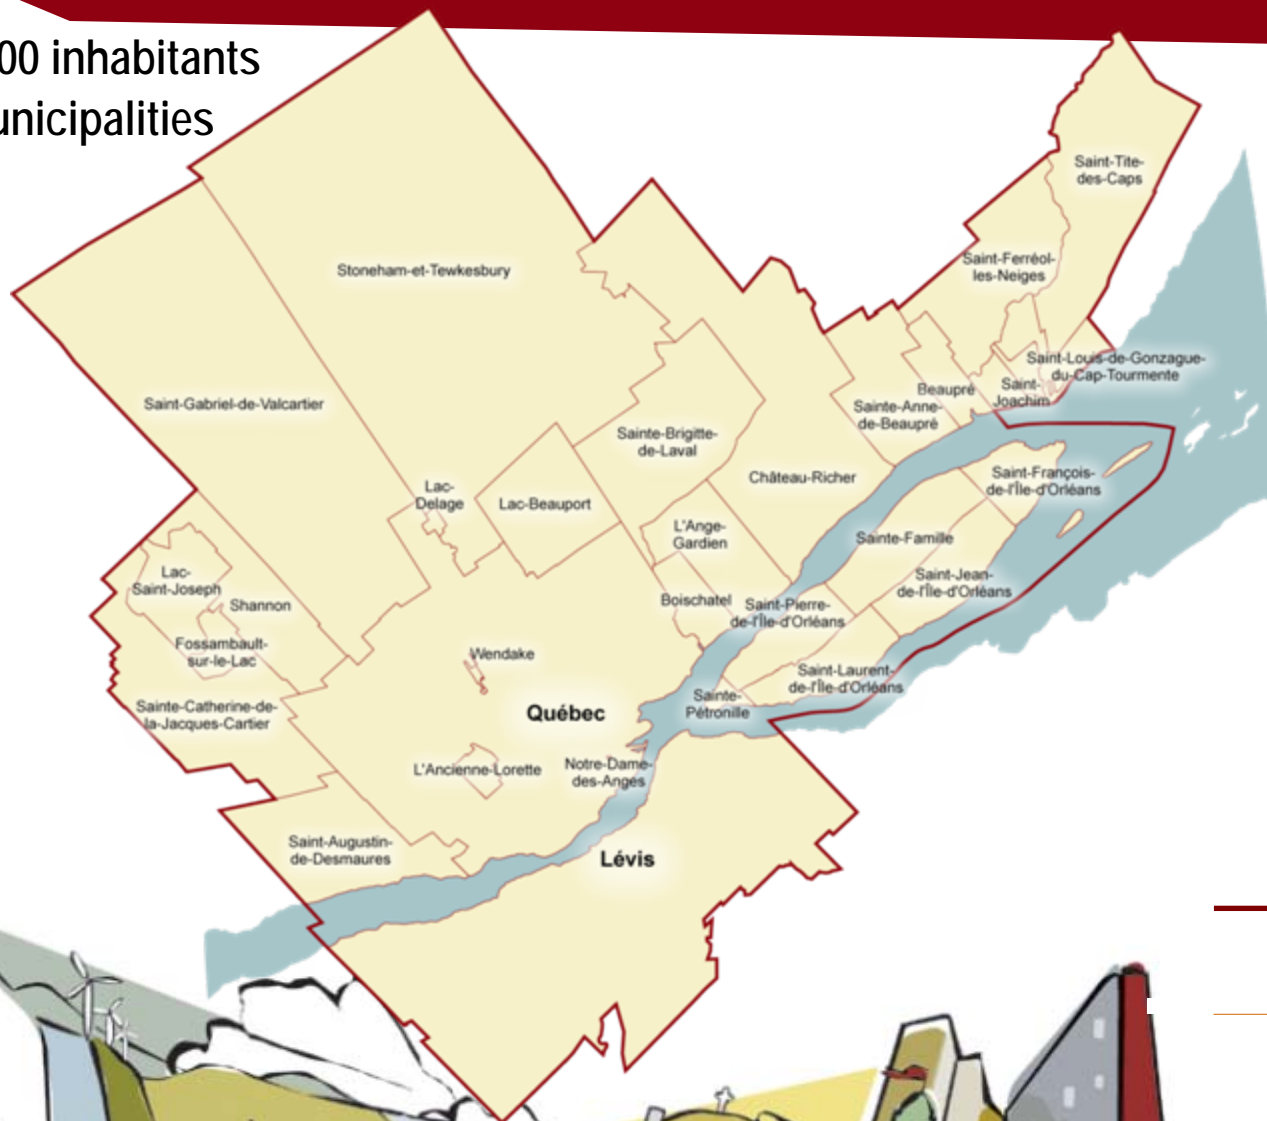 00 inhabitants
unicipalities
Saint-Tite-
des-Caps
Saint-Ferréol-
les-Neiges
Stoneham-et-Tewkesbury
Saint-Louis-de-Gonzague-
du-Cap-Tourmente
Saint-
Joachim
Beaupré
Sainte-Anne-
de-Beaupré
Saint-Gabriel-de-Valcartier
Sainte-Brigitte-
de-Laval
Château-Richer
Saint-François-
de-l'Île-d'Orléans
Lac-
Delage
Lac-Beauport
L'Ange-
Gardien
Sainte-Famille
Lac-
Saint-Joseph
Shannon
Saint-Jean-
de-l'Île-d'Orléans
Boischatel
Saint-Pierre-
de-l'Île-d'Orléans
Fossambault-
sur-le-Lac
Wendake
Saint-Laurent-
de-l'Île-d'Orléans
Sainte-
Pétronille
Sainte-Catherine-de-
la-Jacques-Cartier
Québec
L'Ancienne-Lorette
Notre-Dame-
des-Anges
Saint-Augustin-
de-Desmaures
Lévis